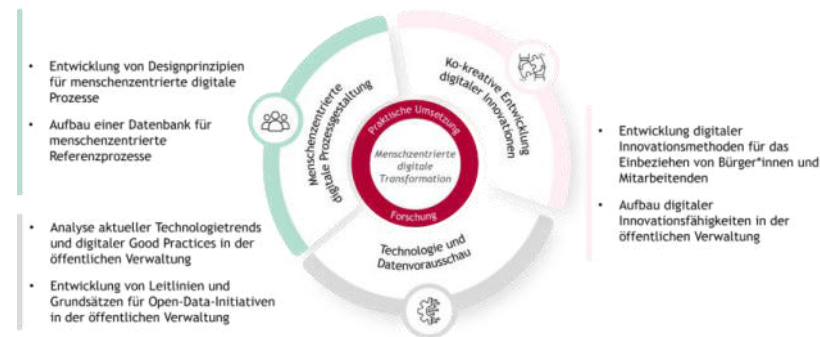 • Entwicklung von Designprinzipien
für menschenzentrierte digitale
Prozesse
• Aufbau einer Datenbank für
menschenzentrierte
Referenzprozesse
• Analyse aktueller Technologietrends
und digitaler Good Practices in der
öffentlichen Verwaltung
• Entwicklung von Leitlinien und
Grundsätzen für Open-Data-Initiativen
in der öffentlichen Verwaltung
Menschenzentrierte
digitale Prozessgestaltung
Ko-kreative Entwicklung
digitaler Innovationen
Praktische Umsetzung
Menschzentrierte
digitale
Transformation
Forschung
Technologie und
Datenvorausschau
• Entwicklung digitaler
Innovationsmethoden für das
Einbeziehen von Bürger*innen und
Mitarbeitenden
• Aufbau digitaler
Innovationsfähigkeiten in der
öffentlichen Verwaltung